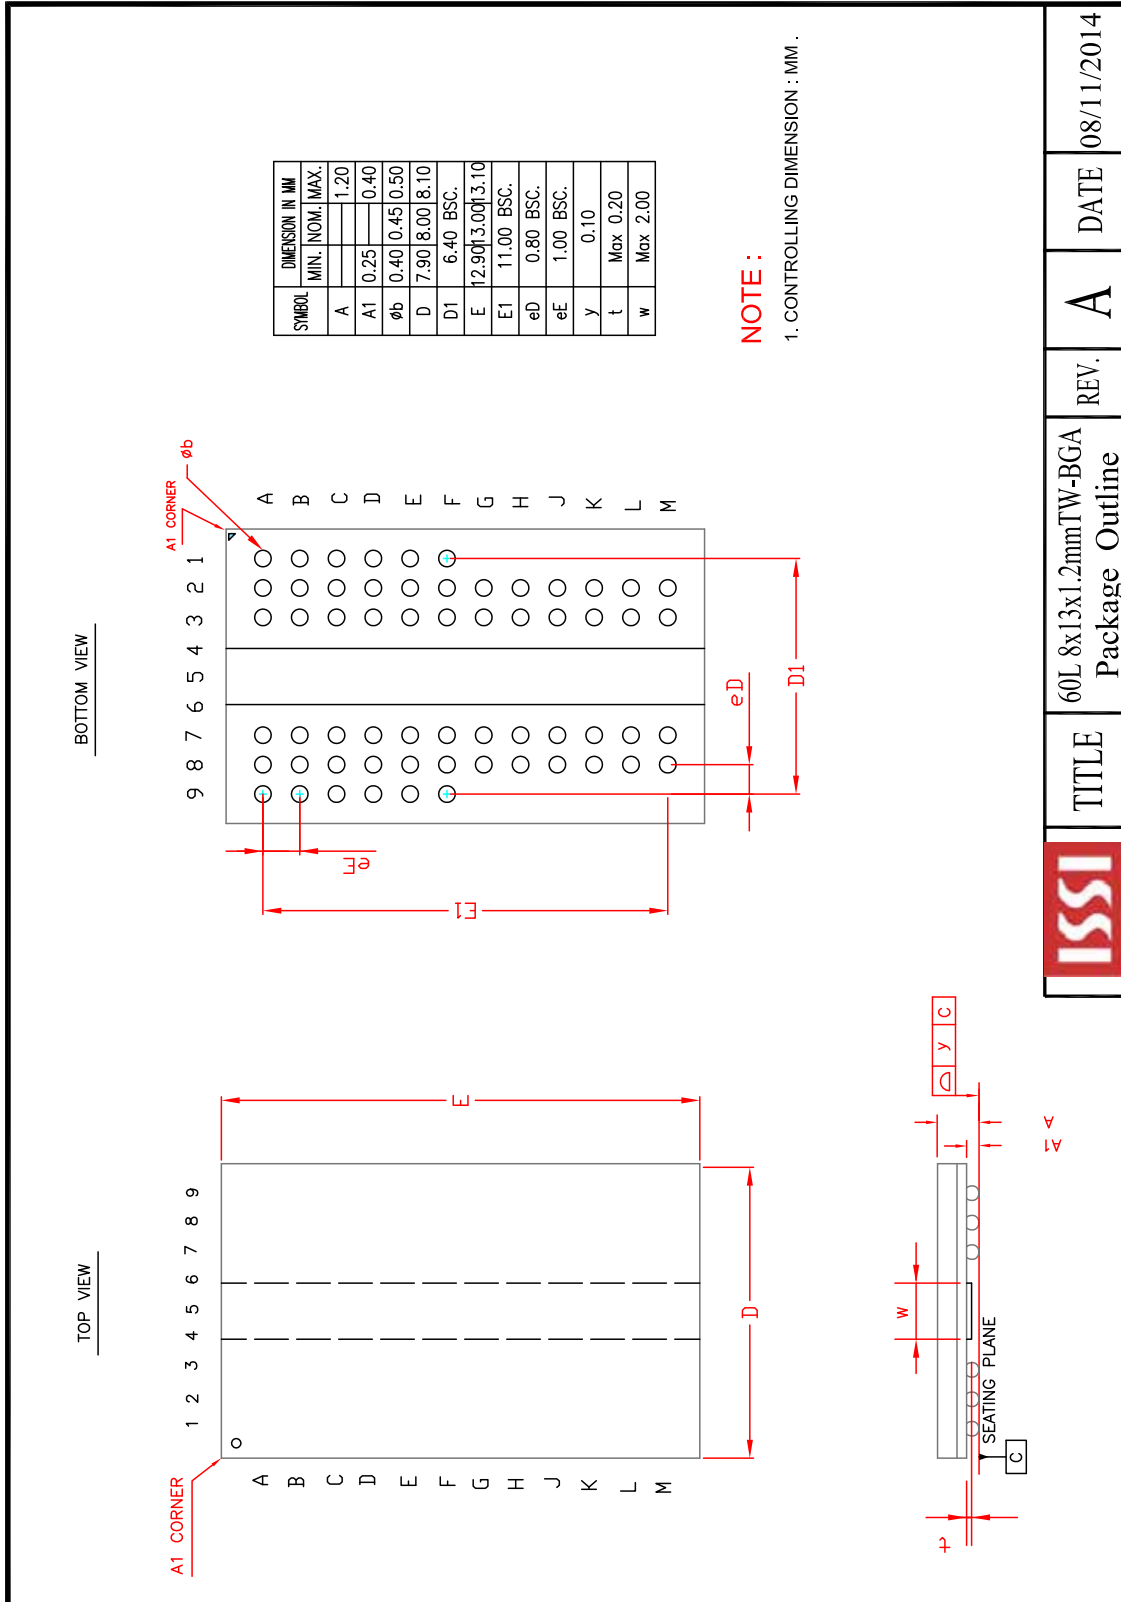 TOP VIEW
A1 CORNER
1 2 3 4 5 6 7 8 9
A
B
C
D
E
F
G
H
J
K
L
M
E
D
BOTTOM VIEW
9 8 7 6 5 4 3 2 1
A1 CORNER
øb
A
B
C
D
E
F
G
H
J
K
L
M
eE
E1
eD
D1
SYMBOL DIMENSION IN MM
MIN. NOM. MAX.
A 1.20
A1 0.25 0.40
øb 0.40 0.45 0.50
D 7.90 8.00 8.10
D1 6.40 BSC.
E 12.90 13.00 13.10
E1 11.00 BSC.
eD 0.80 BSC.
eE 1.00 BSC.
y 0.10
t Max 0.20
w Max 2.00
NOTE :
1. CONTROLLING DIMENSION : MM .
w
t
SEATING PLANE
C
y C
A
A1
ISSI
TITLE
60L 8x13x1.2mmTW-BGA
Package Outline
REV.
A
DATE
08/11/2014